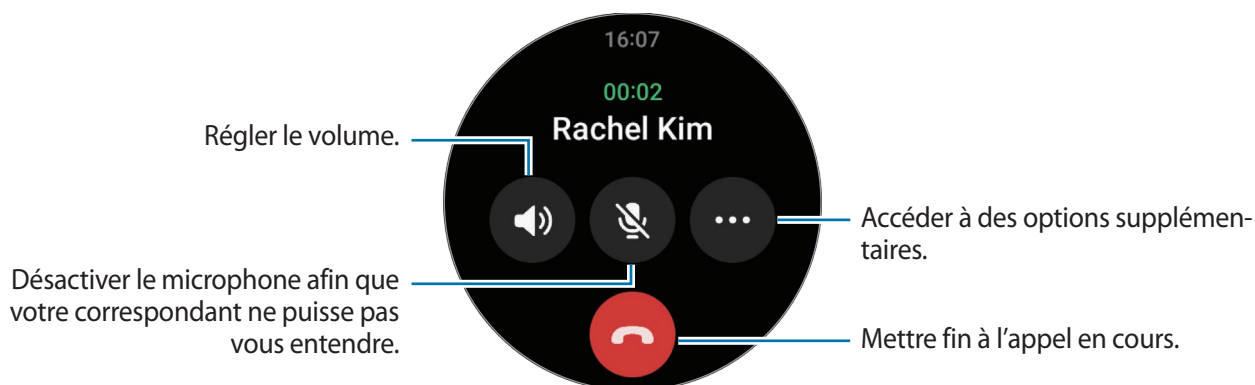 16:07
00:02
Rachel Kim
Régler le volume.
Accéder à des options supplémen-
taires.
Désactiver le microphone afin que
votre correspondant ne puisse pas
vous entendre.
Mettre fin à l’appel en cours.